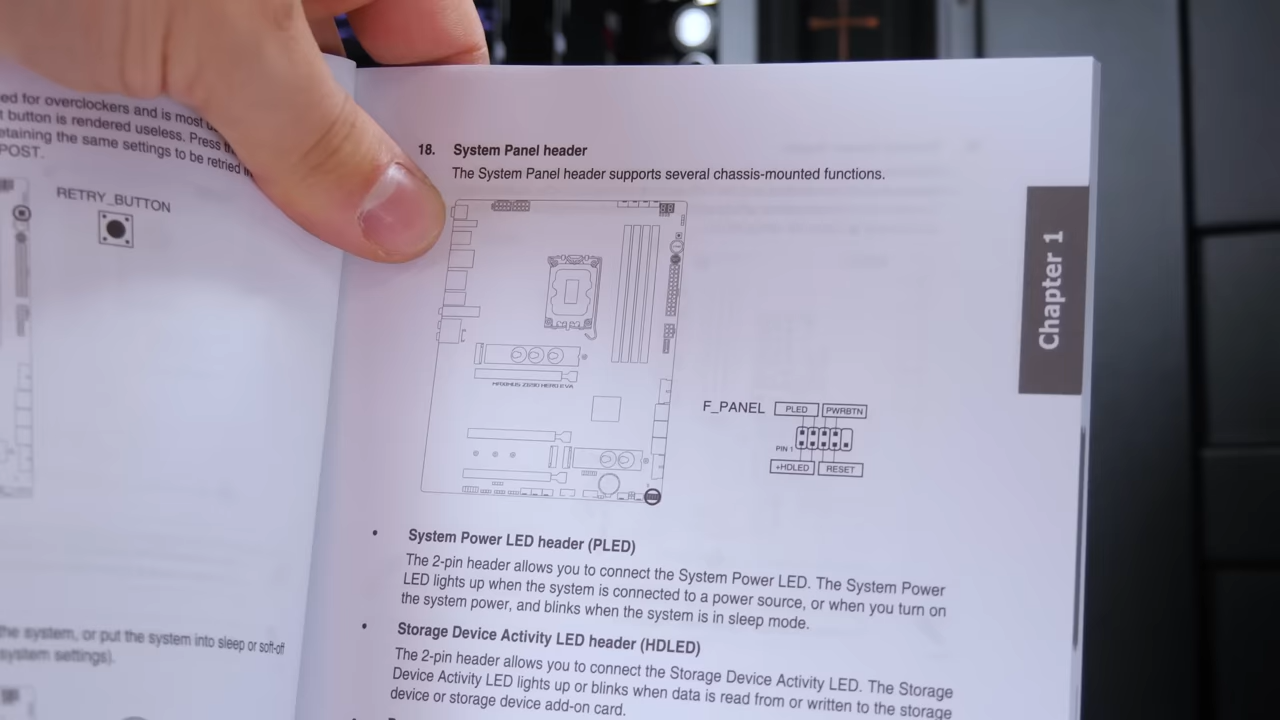 ed for overclockers and is most
t button is rendered useless. Press
etaining the same settings to be retried
POST.
RETRY_BUTTON
the system, or put the system into sleep or soft-off
system settings).
18. System Panel header
The System Panel header supports several chassis-mounted functions.
MAXIMUS Z690 HERO EVA
F_PANEL
PLED
PWRBTN
PIN 1
+HDLED
RESET
• System Power LED header (PLED)
The 2-pin header allows you to connect the System Power LED. The System Power
LED lights up when the system is connected to a power source, or when you turn on
the system power, and blinks when the system is in sleep mode.
• Storage Device Activity LED header (HDLED)
The 2-pin header allows you to connect the Storage Device Activity LED. The Storage
Device Activity LED lights up or blinks when data is read from or written to the storage
device or storage device add-on card.
Chapter 1